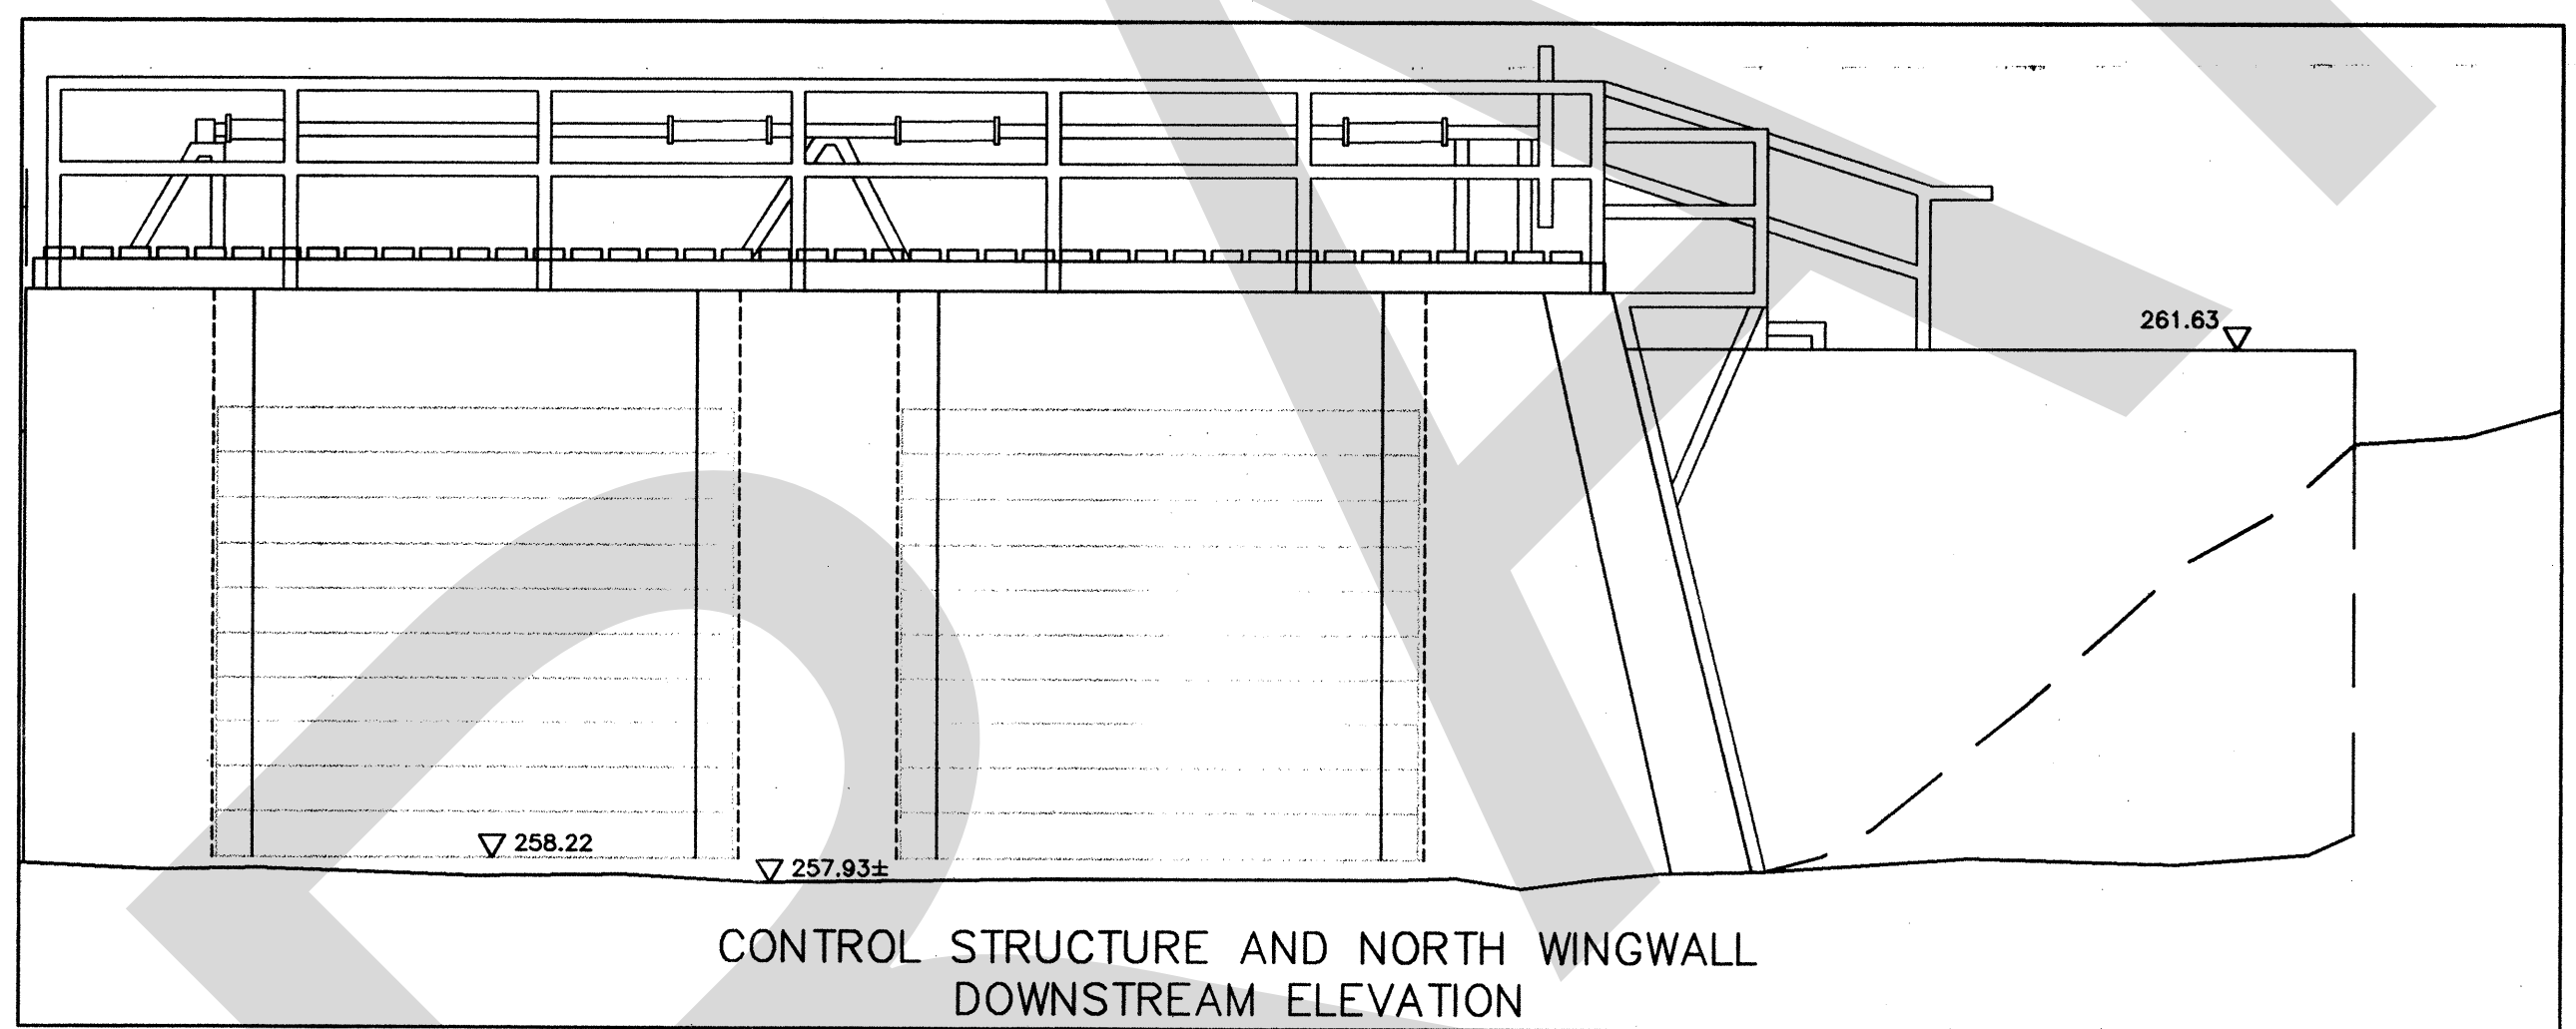 261.63
258.22
257.93±
CONTROL STRUCTURE AND NORTH WINGWALL
DOWNSTREAM ELEVATION